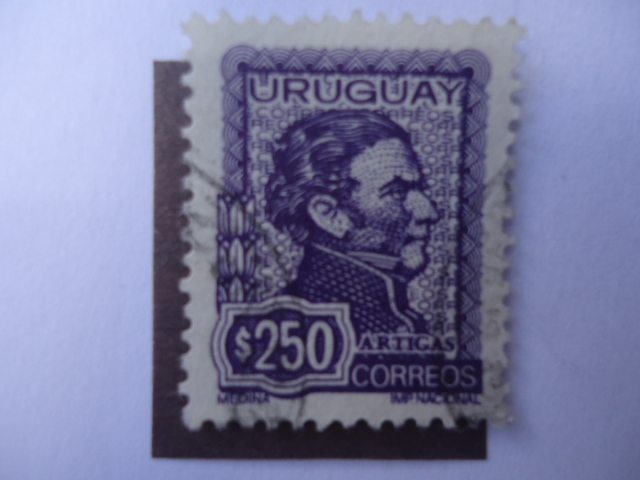 URUGUAY
$250
ARTIGAS
CORREOS
MEDINA IMP NACIONAL